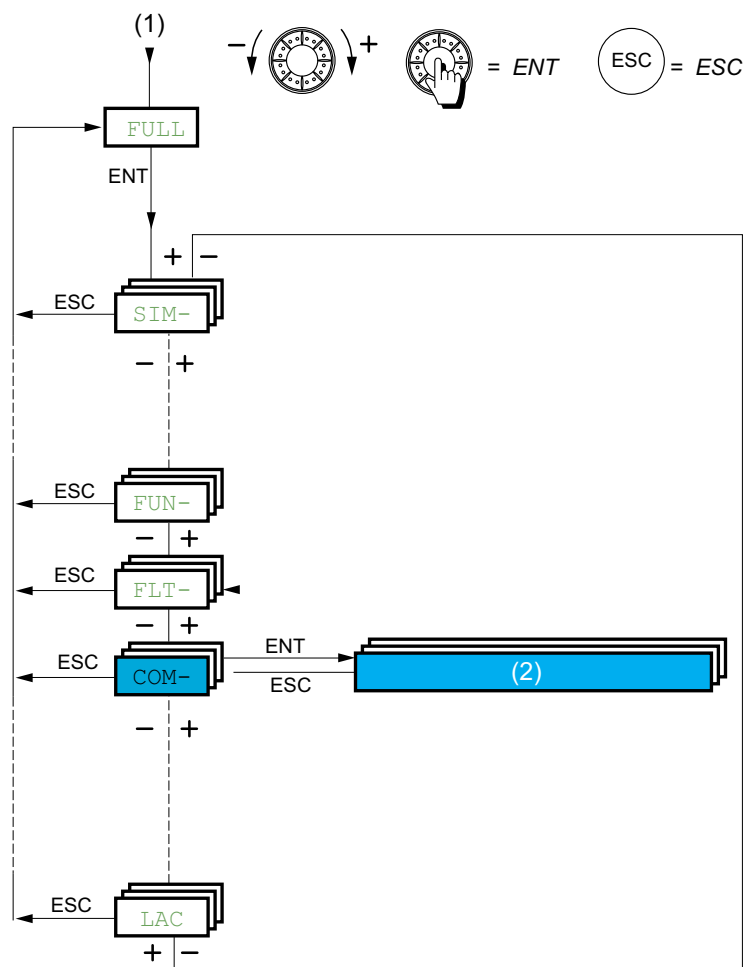 (1)
− +
= ENT
ESC = ESC
FULL
ENT
+ −
ESC
SIM-
− +
ESC
FUN-
− +
ESC
FLT-
− +
ENT
ESC
COM-
(2)
ESC
− +
ESC
LAC
+ −